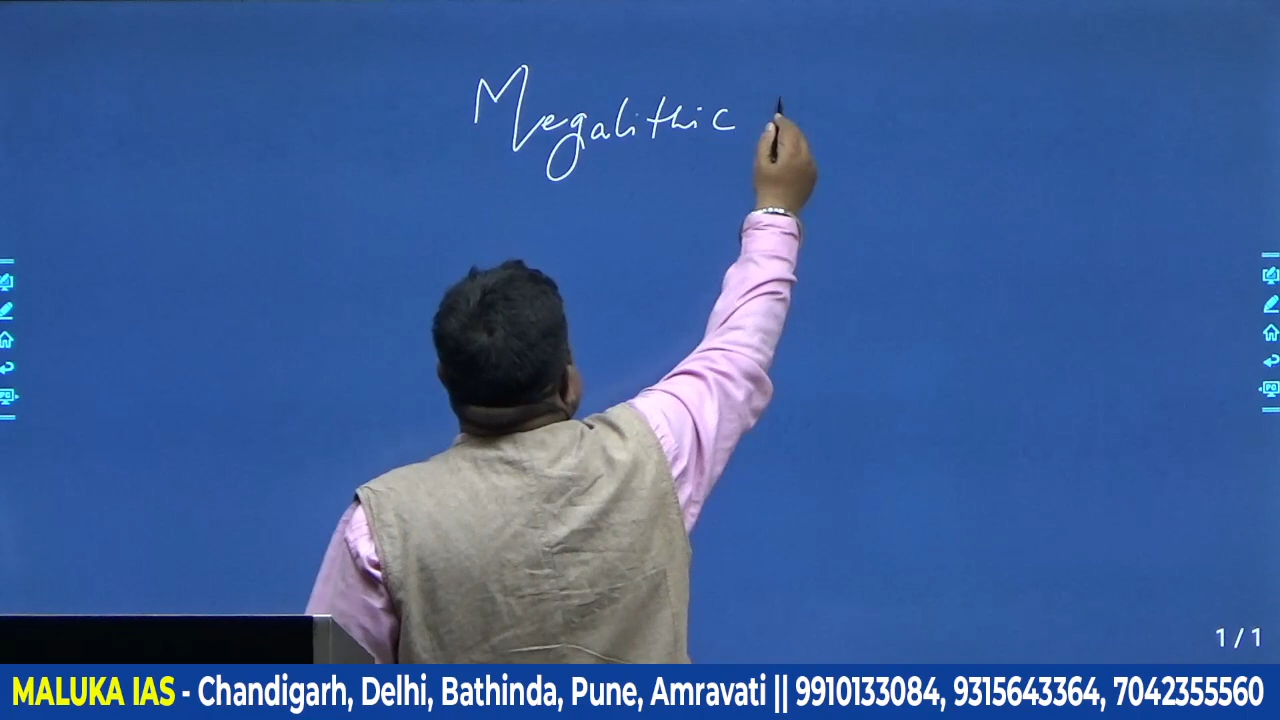 Megalithic
1 / 1
MALUKA IAS - Chandigarh, Delhi, Bathinda, Pune, Amravati || 9910133084, 9315643364, 7042355560